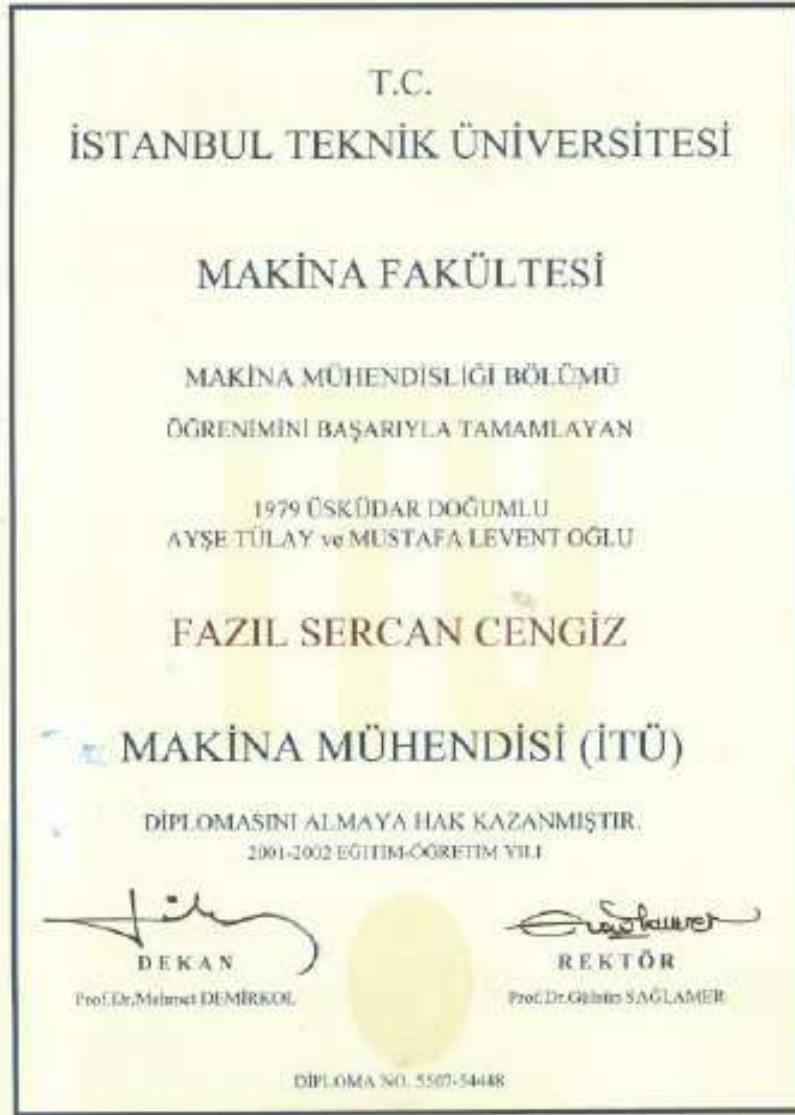 T.C.
İSTANBUL TEKNİK ÜNİVERSİTESİ
MAKİNA FAKÜLTESİ
MAKİNA MÜHENDİSLİĞİ BÖLÜMÜ
ÖĞRENİMİNİ BAŞARIYLA TAMAMLAYAN
1979 ÜSKÜDAR DOĞUMLU
AYŞE TÜLAY ve MUSTAFA LEVENT OĞLU
FAZIL SERCAN CENGİZ
MAKİNA MÜHENDİSİ (İTÜ)
DİPLOMASINI ALMAYA HAK KAZANMIŞTIR.
2001-2002 EĞİTİM-ÖĞRETİM YILI
DEKAN REKTÖR
Prof.Dr.Mehmet DEMİRKOL Prof.Dr.Gülsün SAĞLAMER
DİPLOMA NO. 5507-54448